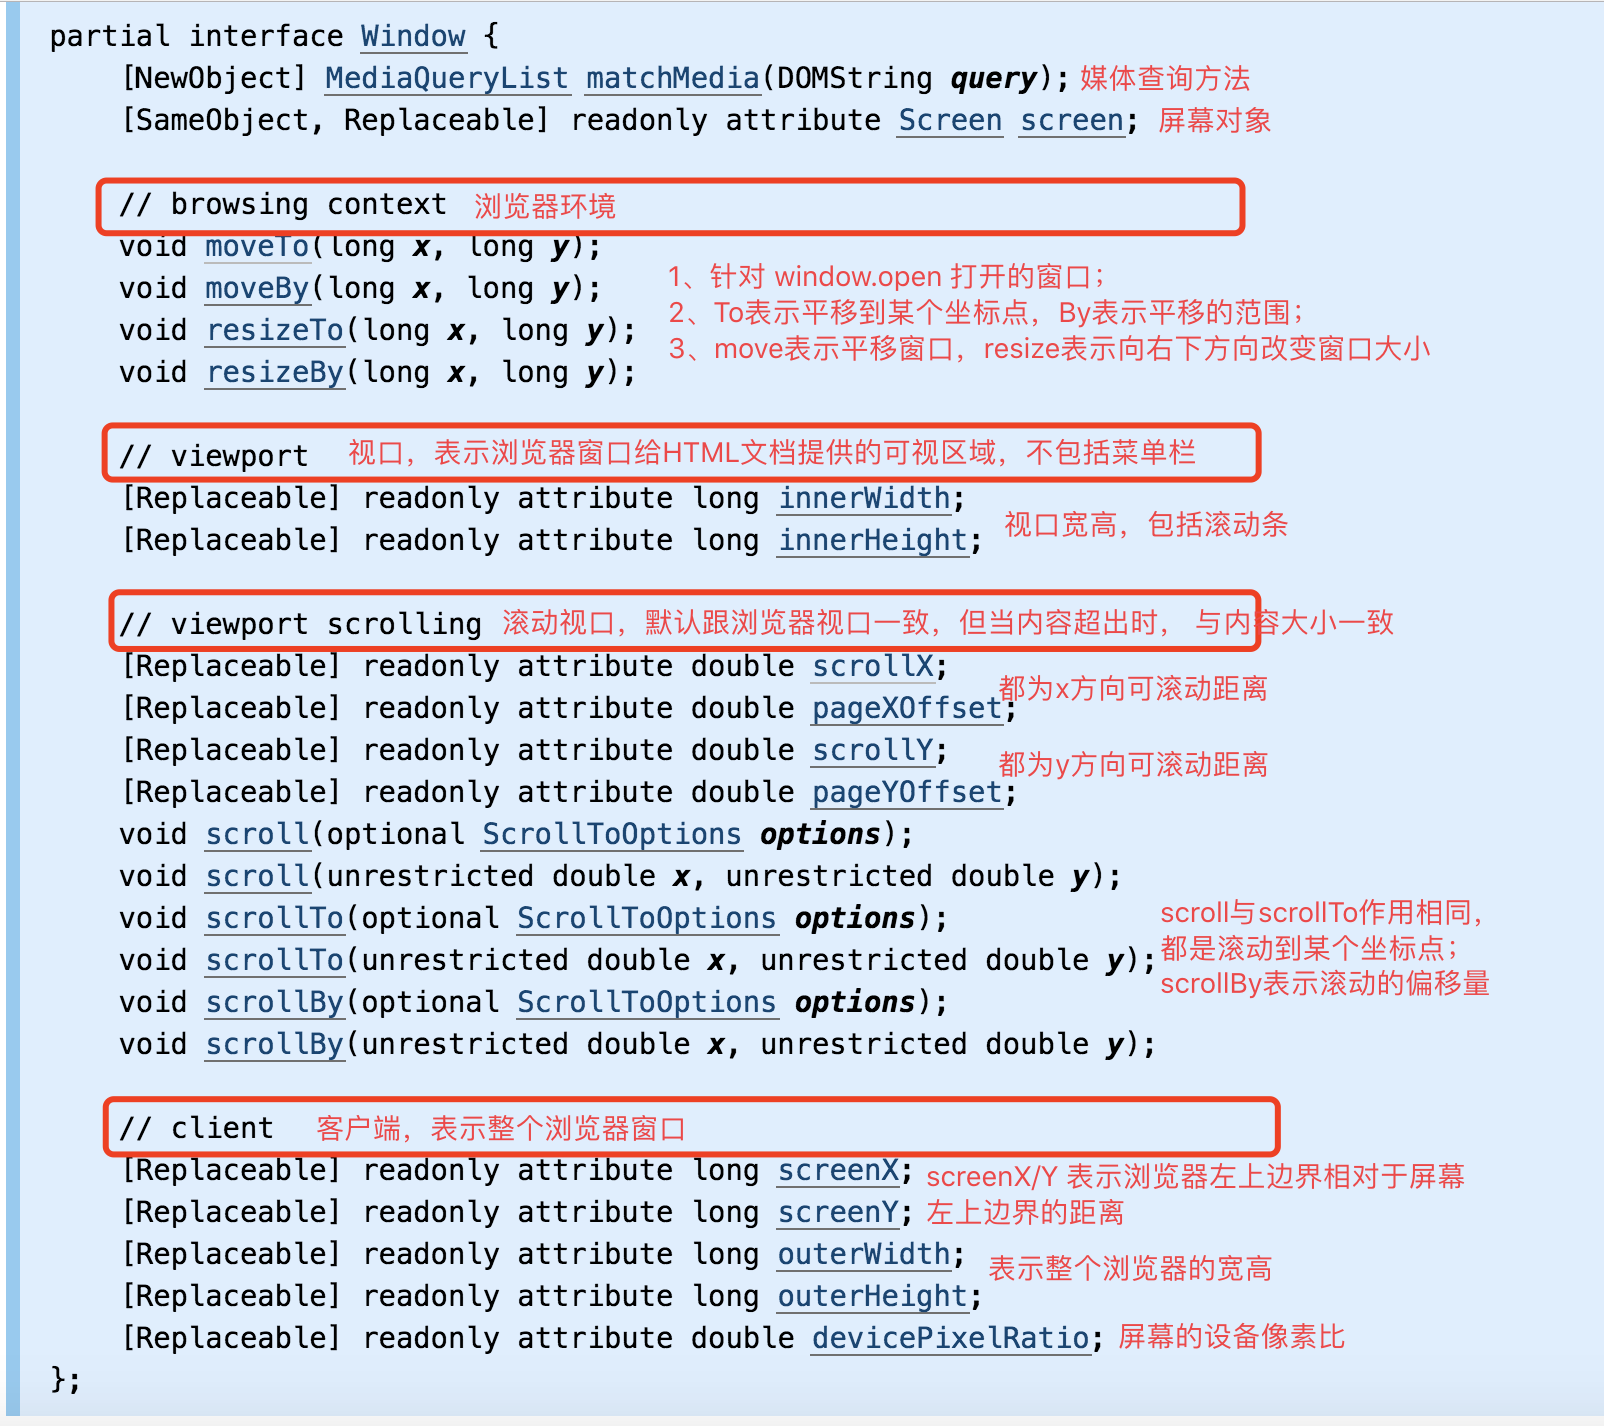 partial interface Window {
[NewObject] MediaQueryList matchMedia(DOMString query); 媒体查询方法
[SameObject, Replaceable] readonly attribute Screen screen; 屏幕对象
// browsing context 浏览器环境
void moveTo(long x, long y);
void moveBy(long x, long y);
void resizeTo(long x, long y);
void resizeBy(long x, long y);
1、针对 window.open 打开的窗口；
2、To表示平移到某个坐标点，By表示平移的范围；
3、move表示平移窗口，resize表示向右下方向改变窗口大小
// viewport 视口，表示浏览器窗口给HTML文档提供的可视区域，不包括菜单栏
[Replaceable] readonly attribute long innerWidth;
[Replaceable] readonly attribute long innerHeight;
视口宽高，包括滚动条
// viewport scrolling 滚动视口，默认跟浏览器视口一致，但当内容超出时， 与内容大小一致
[Replaceable] readonly attribute double scrollX;
[Replaceable] readonly attribute double pageXOffset;
都为x方向可滚动距离
[Replaceable] readonly attribute double scrollY;
[Replaceable] readonly attribute double pageYOffset;
都为y方向可滚动距离
void scroll(optional ScrollToOptions options);
void scroll(unrestricted double x, unrestricted double y);
void scrollTo(optional ScrollToOptions options);
void scrollTo(unrestricted double x, unrestricted double y);
void scrollBy(optional ScrollToOptions options);
void scrollBy(unrestricted double x, unrestricted double y);
scroll与scrollTo作用相同，
都是滚动到某个坐标点；
scrollBy表示滚动的偏移量
// client 客户端，表示整个浏览器窗口
[Replaceable] readonly attribute long screenX;
[Replaceable] readonly attribute long screenY;
screenX/Y 表示浏览器左上边界相对于屏幕
左上边界的距离
[Replaceable] readonly attribute long outerWidth;
[Replaceable] readonly attribute long outerHeight;
表示整个浏览器的宽高
[Replaceable] readonly attribute double devicePixelRatio; 屏幕的设备像素比
};